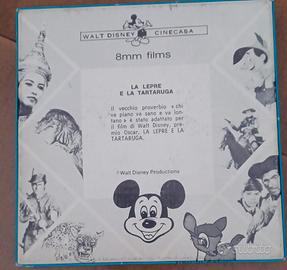 WALT DISNEY CINECASA
8mm films
LA LEPRE
E LA TARTARUGA
Il vecchio proverbio « chi
va piano va sano e va lon-
tano » è stato adattato per
il film di Walt Disney, pre-
mio Oscar, LA LEPRE E LA
TARTARUGA.
© Walt Disney Productions
subito